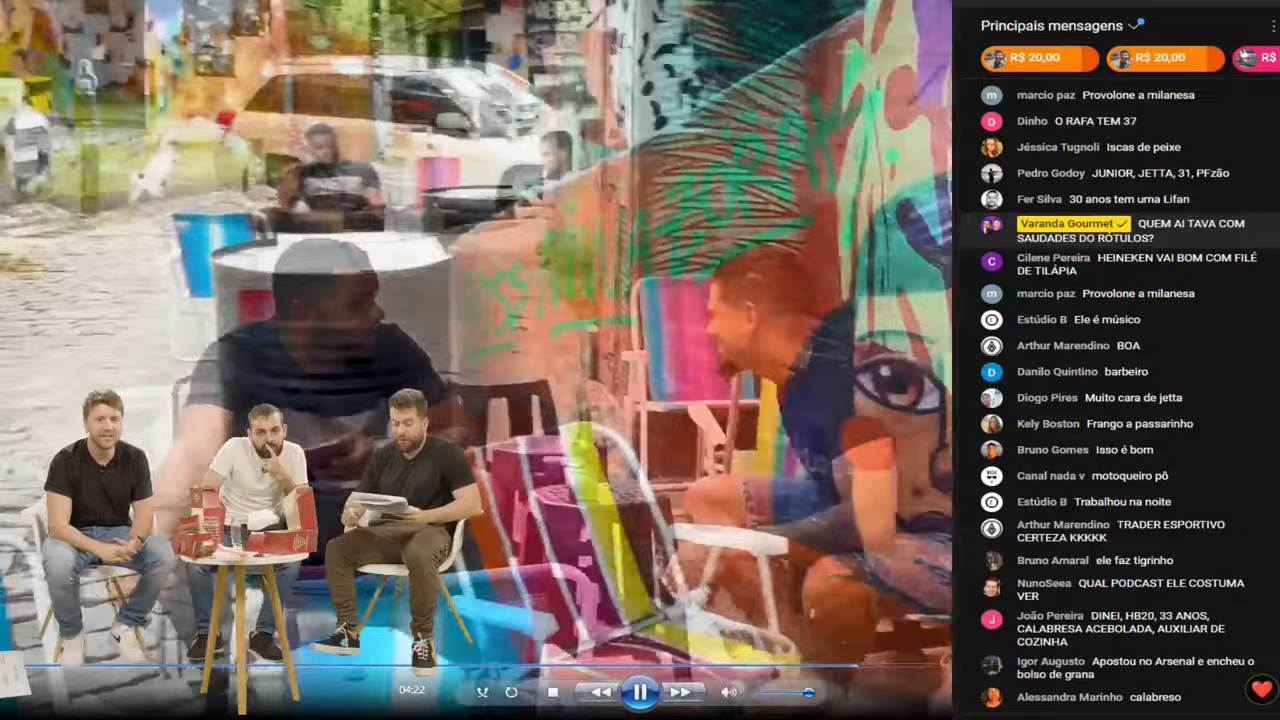 Principais mensagens
R$ 20,00
R$ 20,00
R$
marcio paz Provolone a milanesa
Dinho O RAFA TEM 37
Jéssica Tugnoli Iscas de peixe
Pedro Godoy JUNIOR, JETTA, 31, PFzão
Fer Silva 30 anos tem uma Lifan
Varanda Gourmet QUEM AI TAVA COM
SAUDADES DO RÓTULOS?
Cilene Pereira HEINEKEN VAI BOM COM FILÉ
DE TILÁPIA
marcio paz Provolone a milanesa
Estúdio B Ele é músico
Arthur Marendino BOA
Danilo Quintino barbeiro
Diogo Pires Muito cara de jetta
Kely Boston Frango a passarinho
Bruno Gomes Isso é bom
Canal nada v motoqueiro pô
Estúdio B Trabalhou na noite
Arthur Marendino TRADER ESPORTIVO
CERTEZA KKKKK
Bruno Amaral ele faz tigrinho
NunoSeea QUAL PODCAST ELE COSTUMA
VER
João Pereira DINEI, HB20, 33 ANOS,
CALABRESA ACEBOLADA, AUXILIAR DE
COZINHA
Igor Augusto Apostou no Arsenal e encheu o
bolso de grana
Alessandra Marinho calabreso
04:22